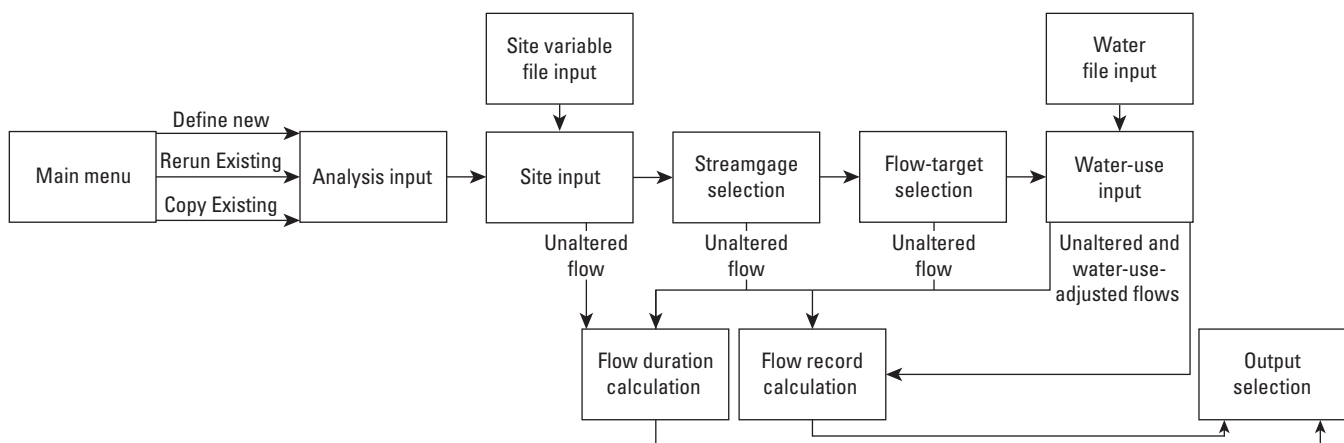 Site variable
file input
Water
file input
Define new
Main menu
Rerun Existing
Copy Existing
Analysis input
Site input
Streamgage
selection
Flow-target
selection
Water-use
input
Unaltered
flow
Unaltered
flow
Unaltered
flow
Unaltered and
water-use-
adjusted flows
Flow duration
calculation
Flow record
calculation
Output
selection